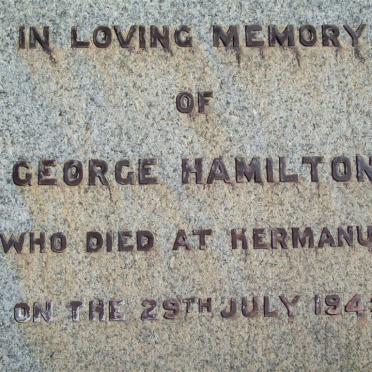 IN LOVING MEMORY
OF
GEORGE HAMILTON
WHO DIED AT HERMANU
ON THE 29TH JULY 194